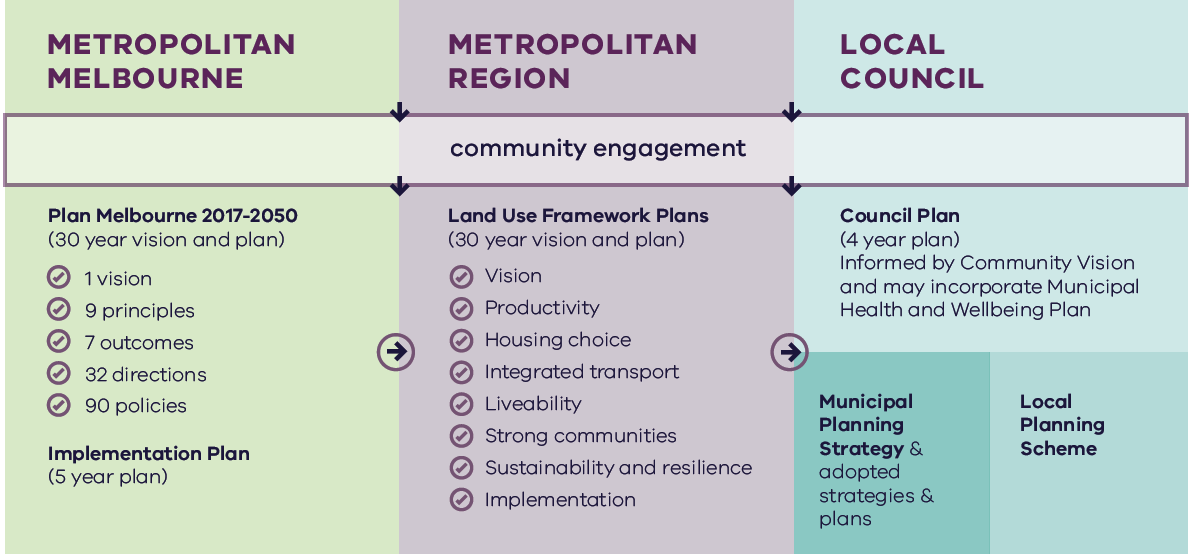 METROPOLITAN
MELBOURNE
METROPOLITAN
REGION
LOCAL
COUNCIL
community engagement
Plan Melbourne 2017-2050
(30 year vision and plan)
1 vision
9 principles
7 outcomes
32 directions
90 policies
Implementation Plan
(5 year plan)
Land Use Framework Plans
(30 year vision and plan)
Vision
Productivity
Housing choice
Integrated transport
Liveability
Strong communities
Sustainability and resilience
Implementation
Council Plan
(4 year plan)
Informed by Community Vision
and may incorporate Municipal
Health and Wellbeing Plan
Municipal
Planning
Strategy &
adopted
strategies &
plans
Local
Planning
Scheme